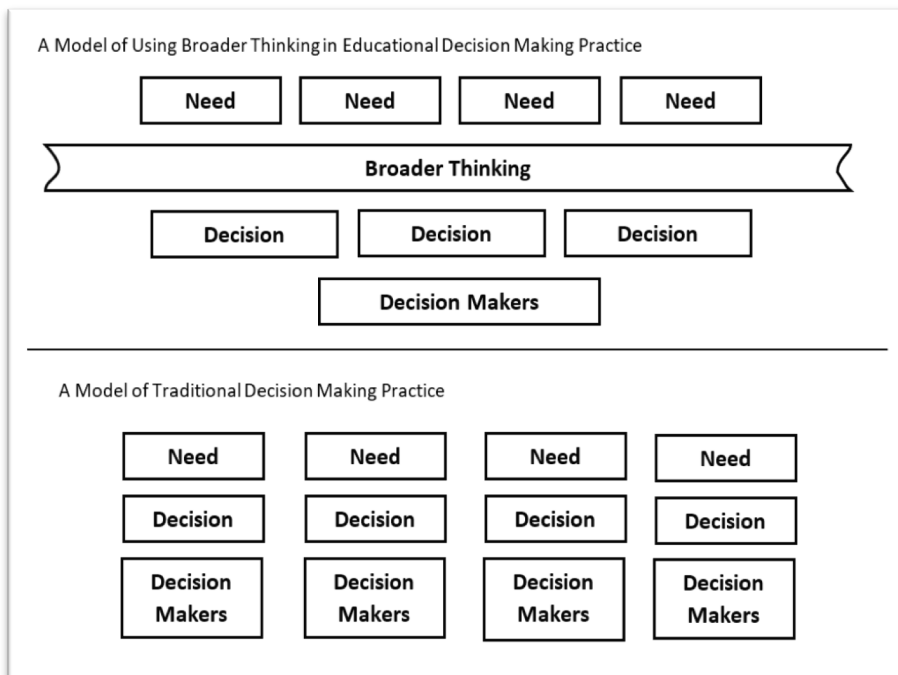 A Model of Using Broader Thinking in Educational Decision Making Practice
Need Need Need Need
Broader Thinking
Decision Decision Decision
Decision Makers
A Model of Traditional Decision Making Practice
Need Need Need Need
Decision Decision Decision Decision
Decision Decision Decision Decision
Makers Makers Makers Makers